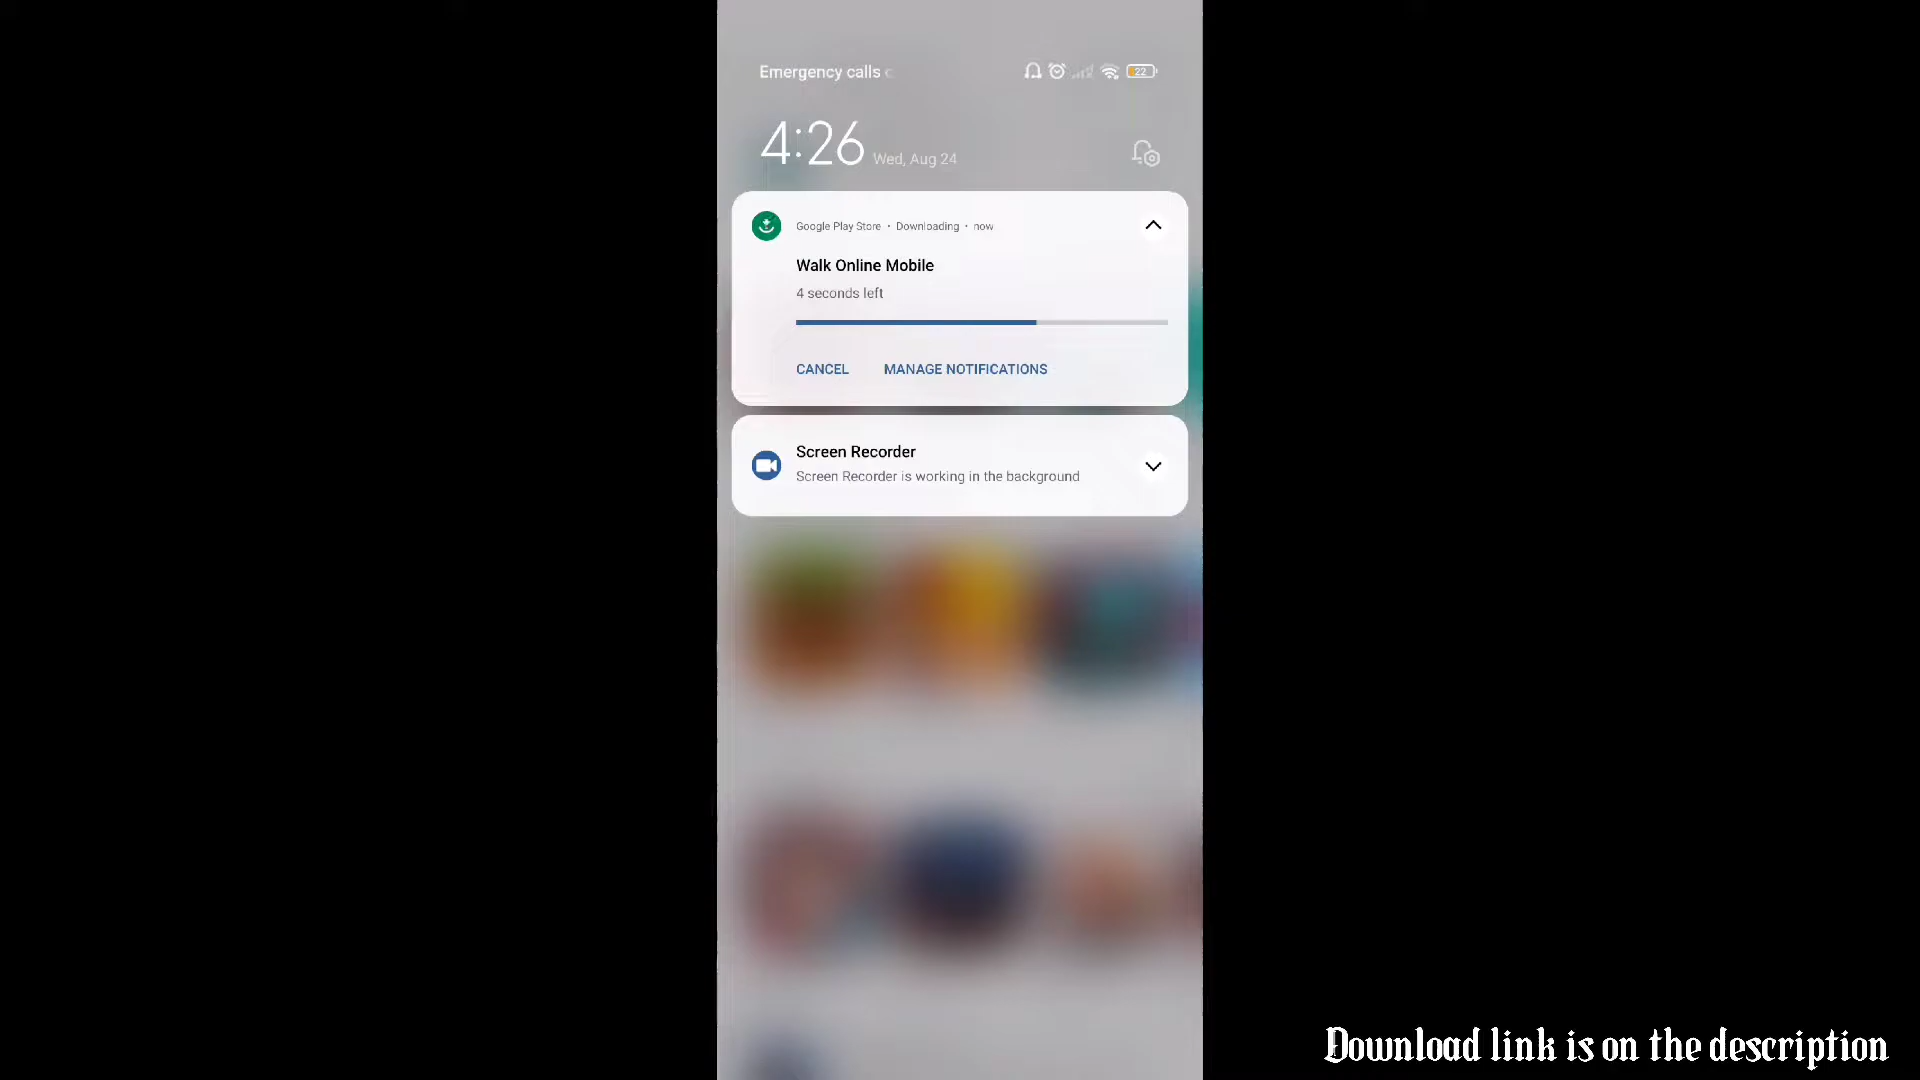 Emergency calls
22
4:26 Wed, Aug 24
Google Play Store • Downloading • now
Walk Online Mobile
4 seconds left
CANCEL MANAGE NOTIFICATIONS
Screen Recorder
Screen Recorder is working in the background
Download link is on the description